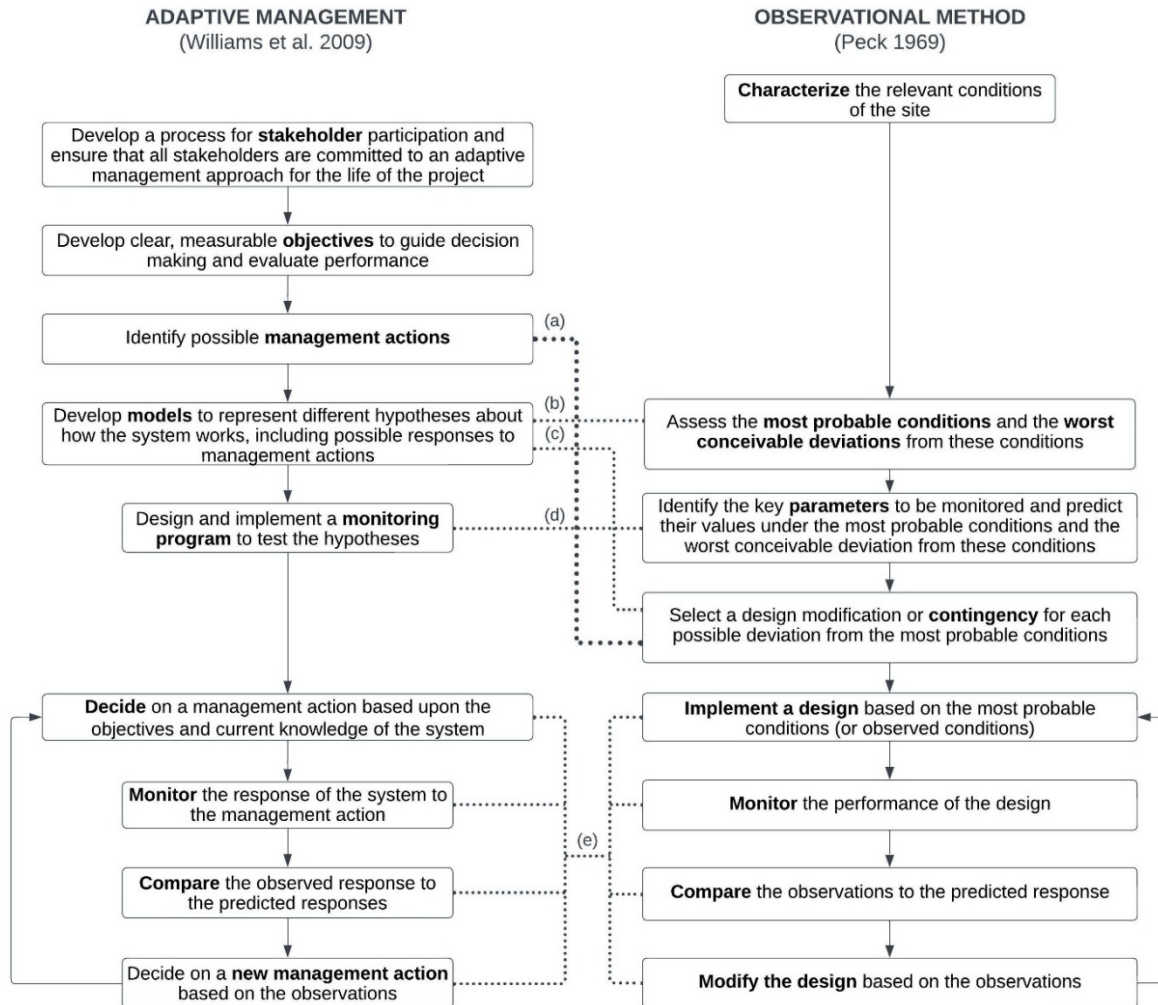 ADAPTIVE MANAGEMENT
(Williams et al. 2009)
Develop a process for stakeholder participation and
ensure that all stakeholders are committed to an adaptive
management approach for the life of the project
Develop clear, measurable objectives to guide decision
making and evaluate performance
Identify possible management actions
Develop models to represent different hypotheses about
how the system works, including possible responses to
management actions
Design and implement a monitoring
program to test the hypotheses
Decide on a management action based upon the
objectives and current knowledge of the system
Monitor the response of the system to
the management action
Compare the observed response to
the predicted responses
Decide on a new management action
based on the observations
(a)
(b)
(c)
(d)
(e)
OBSERVATIONAL METHOD
(Peck 1969)
Characterize the relevant conditions
of the site
Assess the most probable conditions and the worst
conceivable deviations from these conditions
Identify the key parameters to be monitored and predict
their values under the most probable conditions and the
worst conceivable deviation from these conditions
Select a design modification or contingency for each
possible deviation from the most probable conditions
Implement a design based on the most probable
conditions (or observed conditions)
Monitor the performance of the design
Compare the observations to the predicted response
Modify the design based on the observations